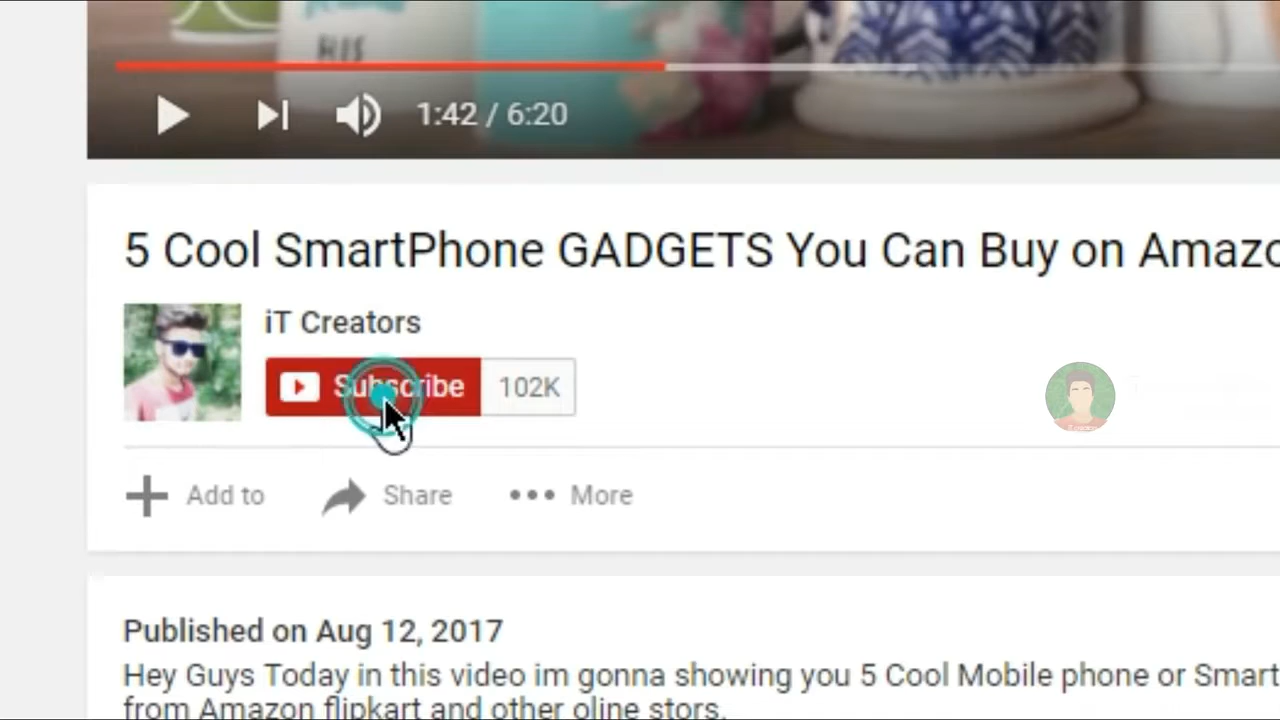 HIS
1:42 / 6:20
5 Cool SmartPhone GADGETS You Can Buy on Amazo
iT Creators
Subscribe 102K
Add to Share More
Published on Aug 12, 2017
Hey Guys Today in this video im gonna showing you 5 Cool Mobile phone or Smart
from Amazon flipkart and other oline stors.